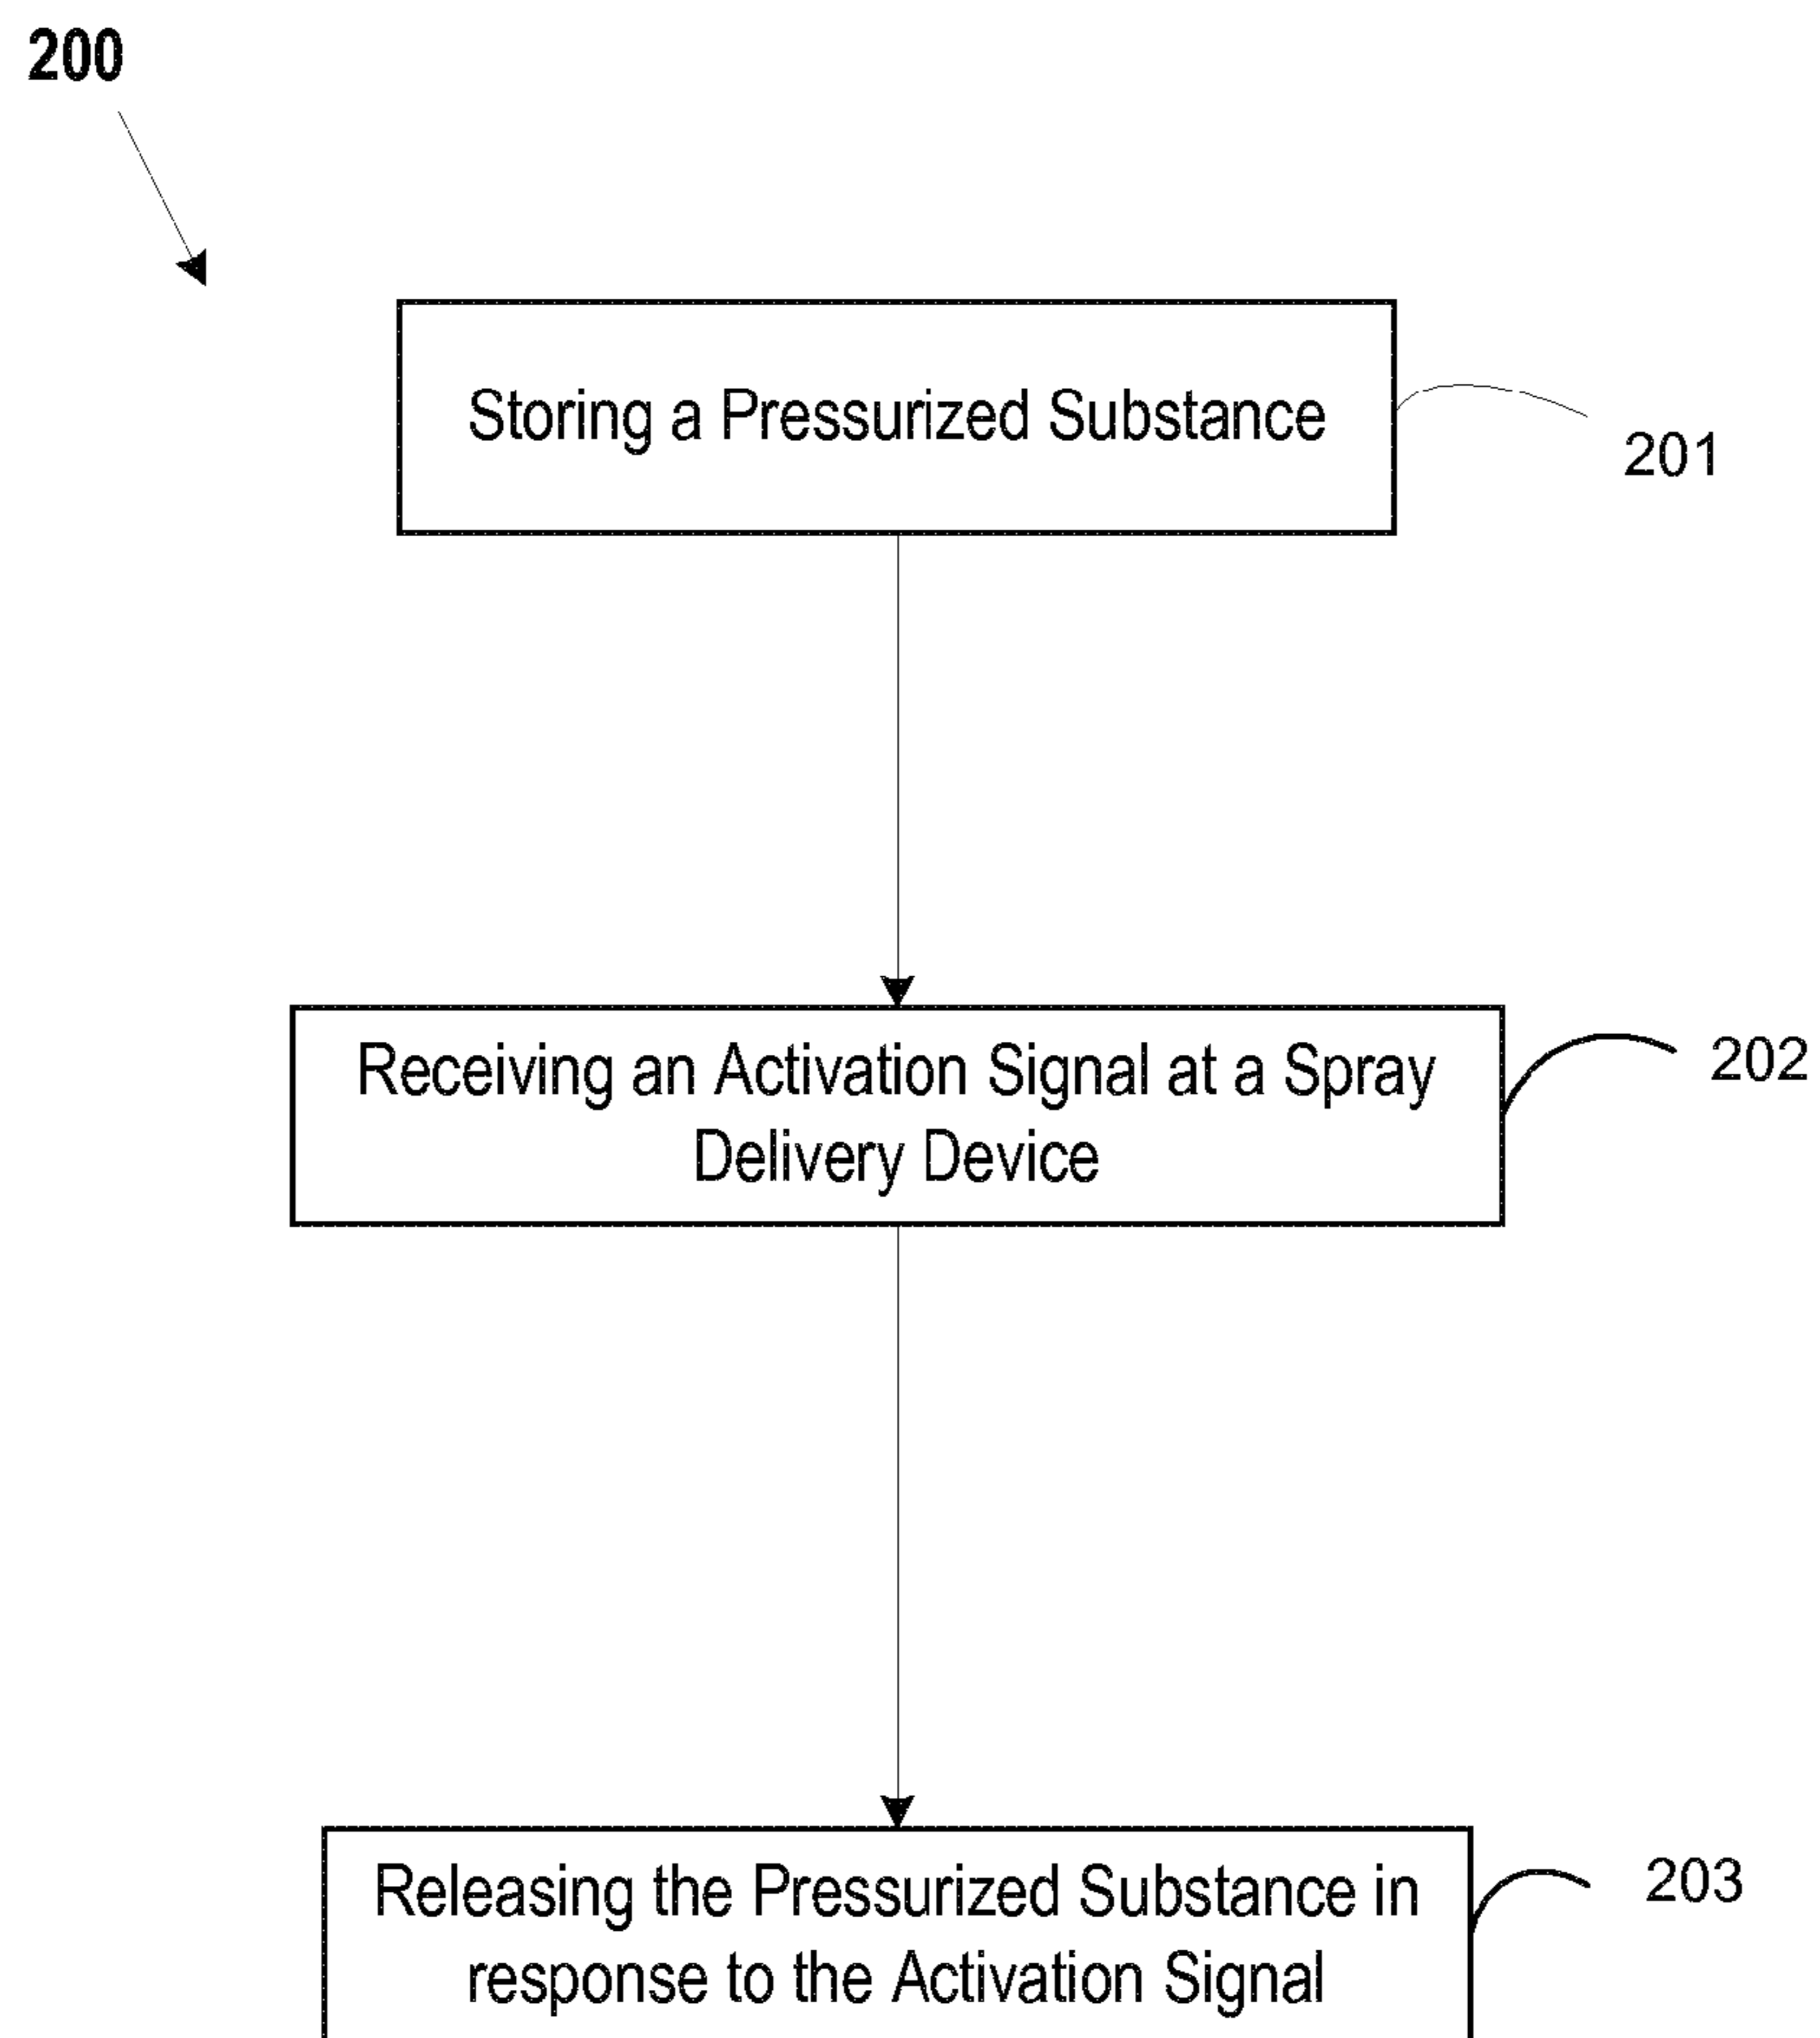 200
Storing a Pressurized Substance
201
Receiving an Activation Signal at a Spray
Delivery Device
202
Releasing the Pressurized Substance in
response to the Activation Signal
203